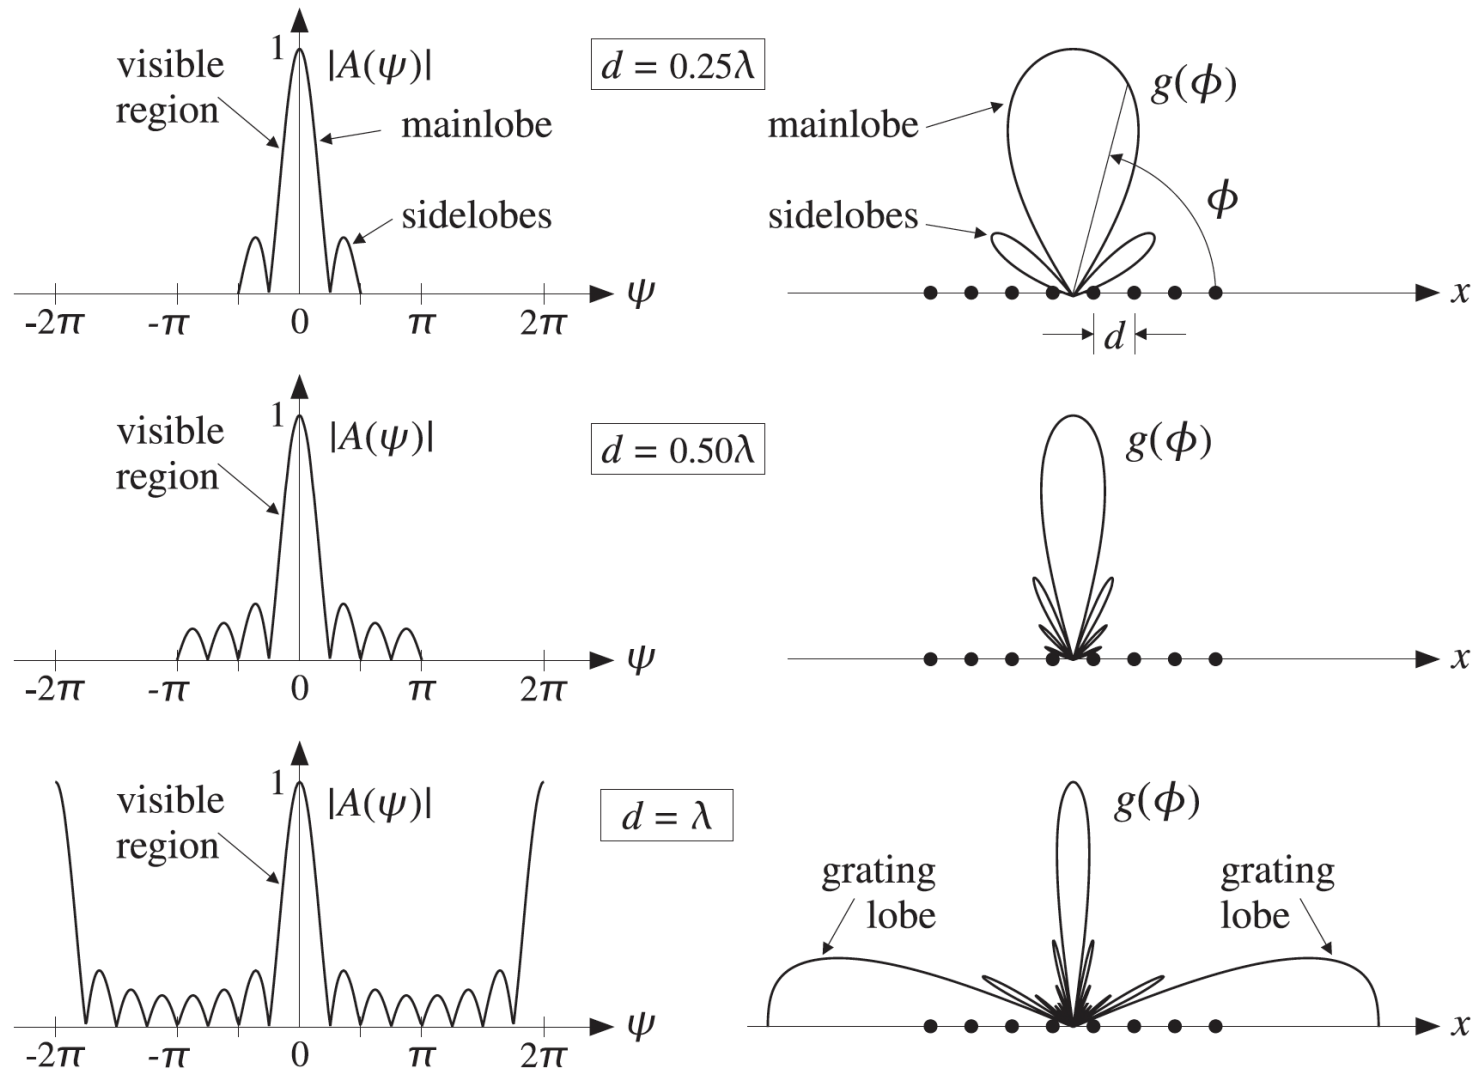 visible
region
1
|A(ψ)|
mainlobe
sidelobes
-2π
-π
0
π
2π
ψ
d = 0.25λ
mainlobe
sidelobes
g(ϕ)
ϕ
x
d
visible
region
1
|A(ψ)|
-2π
-π
0
π
2π
ψ
d = 0.50λ
g(ϕ)
x
visible
region
1
|A(ψ)|
-2π
-π
0
π
2π
ψ
d = λ
g(ϕ)
grating
lobe
grating
lobe
x